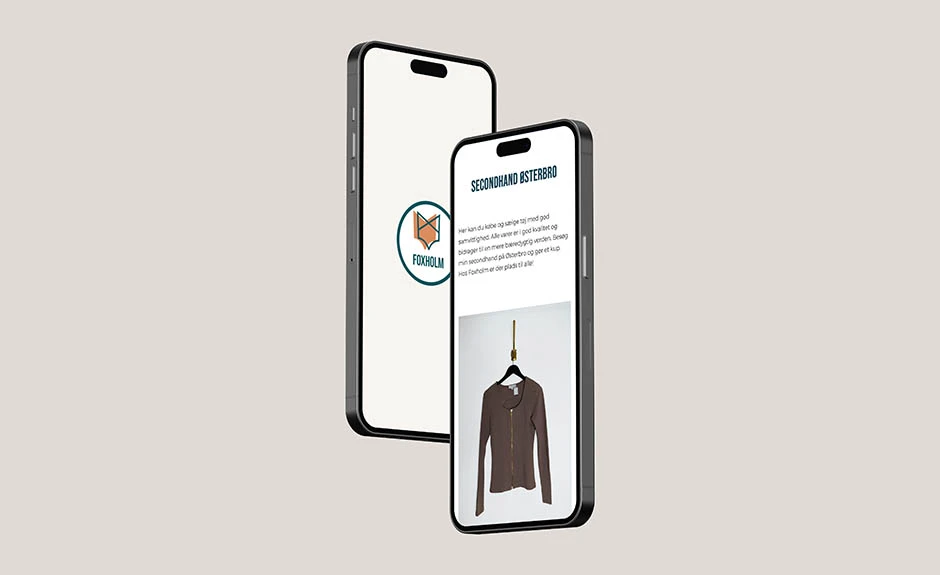 FOXHOLM
SECONDHAND ØSTERBRO
Her kan du købe og sælge tøj med god
samvittighed. Alle varer er i god kvalitet og
bidrager til en mere bæredygtig verden. Besøg
min secondhand på Østerbro og gør et kup.
Hos Foxholm er der plads til alle!